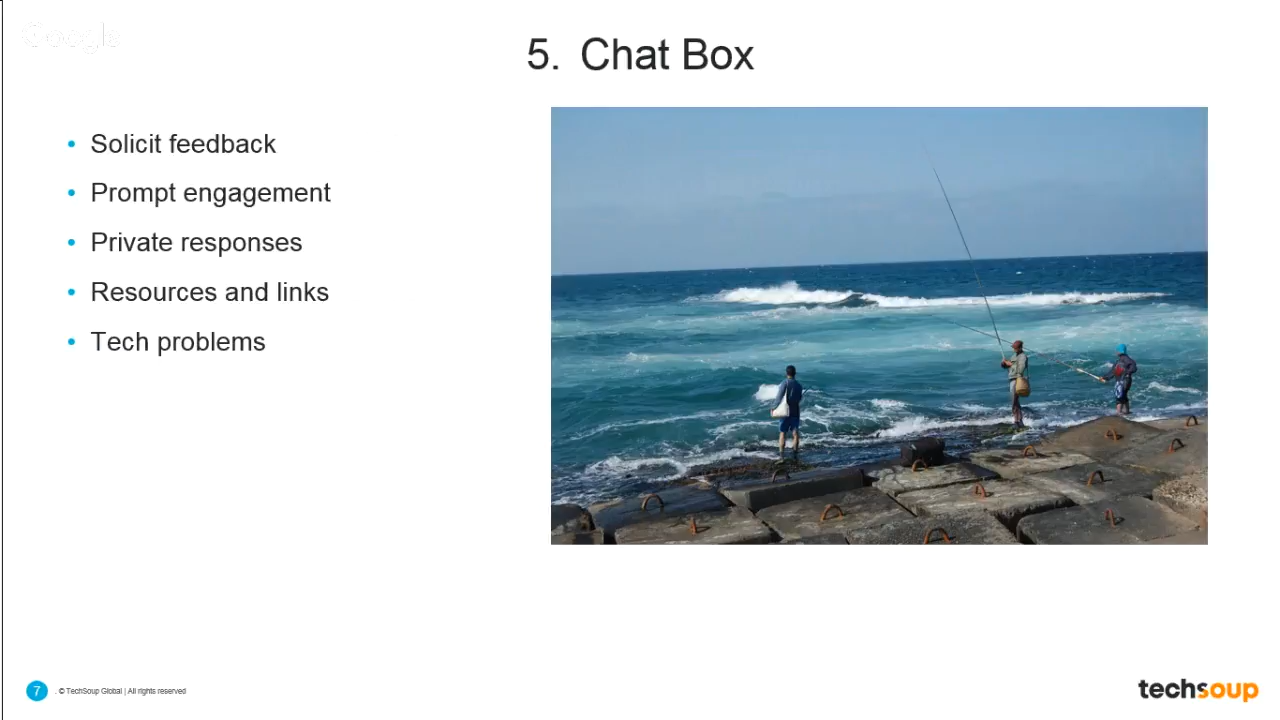 5. Chat Box
• Solicit feedback
• Prompt engagement
• Private responses
• Resources and links
• Tech problems
7
© TechSoup Global | All rights reserved
techsoup